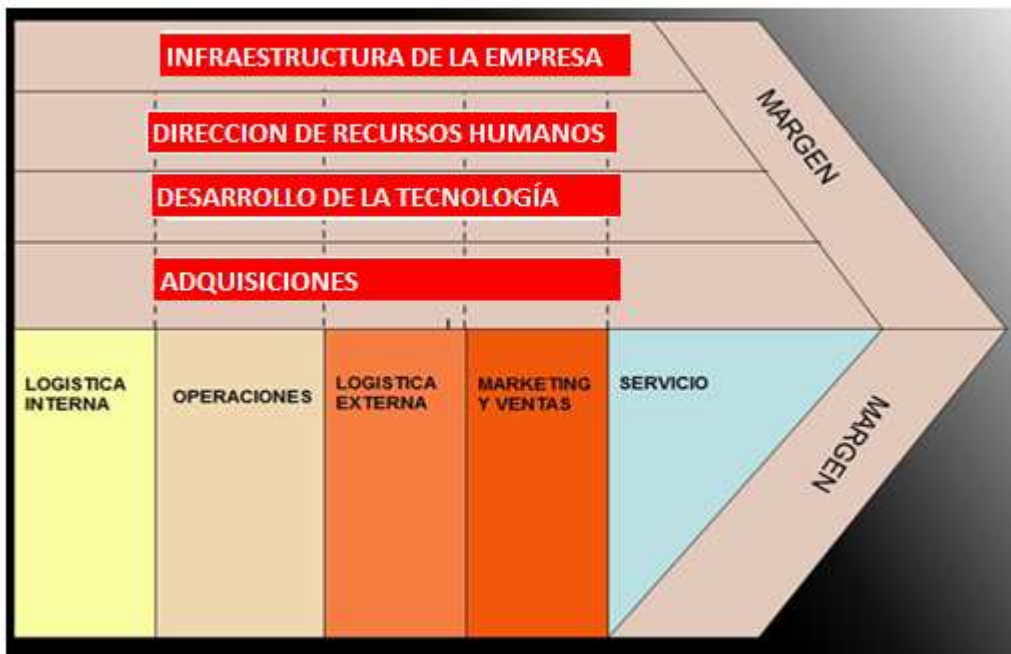 INFRAESTRUCTURA DE LA EMPRESA
DIRECCION DE RECURSOS HUMANOS
DESARROLLO DE LA TECNOLOGÍA
ADQUISICIONES
MARGEN
LOGISTICA
INTERNA
OPERACIONES
LOGISTICA
EXTERNA
MARKETING
Y VENTAS
SERVICIO
MARGEN